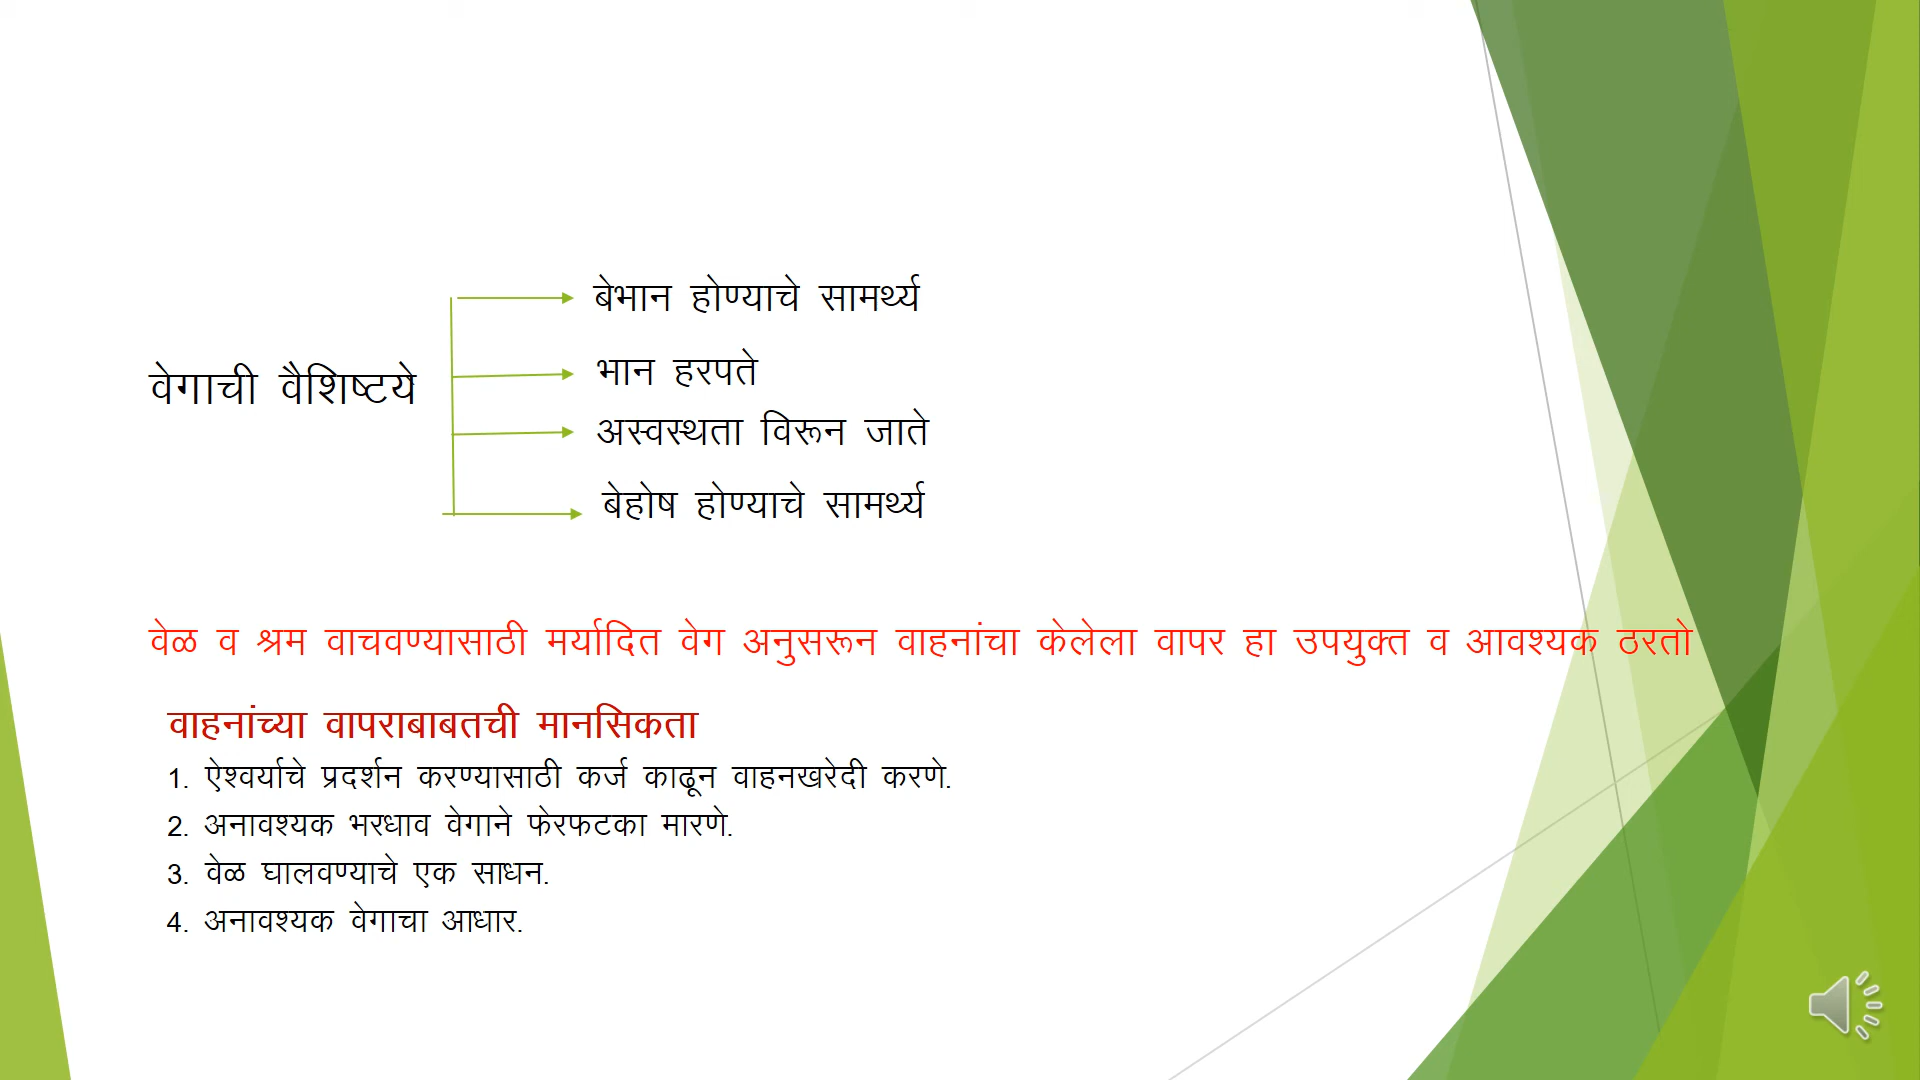 बेभान होण्याचे सामर्थ्य
वेगाची वैशिष्टये
भान हरपते
अस्वस्थता विरून जाते
बेहोष होण्याचे सामर्थ्य
वेळ व श्रम वाचवण्यासाठी मर्यादित वेग अनुसरून वाहनांचा केलेला वापर हा उपयुक्त व आवश्यक ठरतो
वाहनांच्या वापराबाबतची मानसिकता
1. ऐश्वर्याचे प्रदर्शन करण्यासाठी कर्ज काढून वाहनखरेदी करणे.
2. अनावश्यक भरधाव वेगाने फेरफटका मारणे.
3. वेळ घालवण्याचे एक साधन.
4. अनावश्यक वेगाचा आधार.